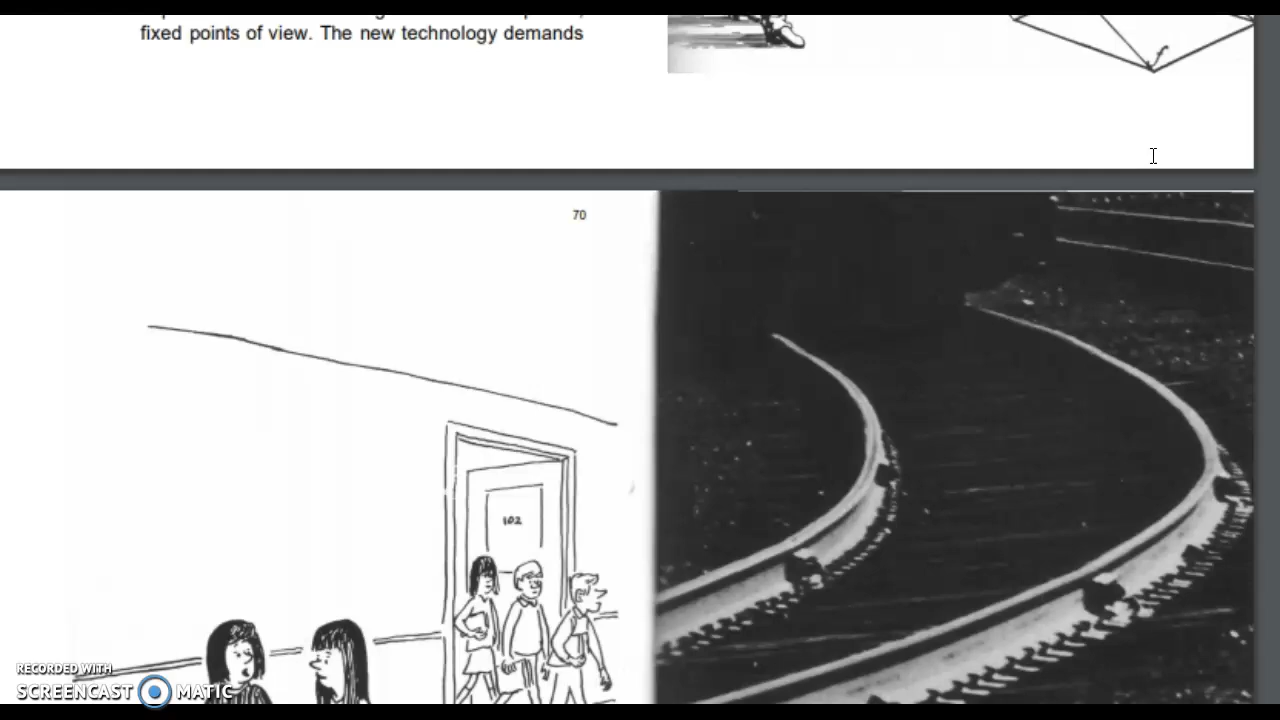 fixed points of view. The new technology demands
f
70
102
RECORDED WITH
SCREENCAST MATIC